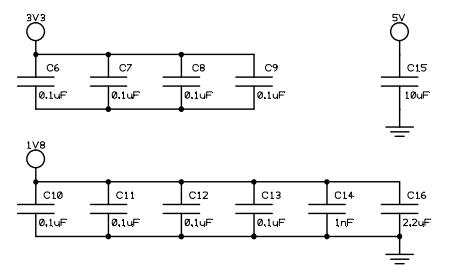 3V3 5V
C6 C7 C8 C9 C15
0.1uF 0.1uF 0.1uF 0.1uF 10uF
1V8
C10 C11 C12 C13 C14 C16
0.1uF 0.1uF 0.1uF 0.1uF 1nF 2.2uF